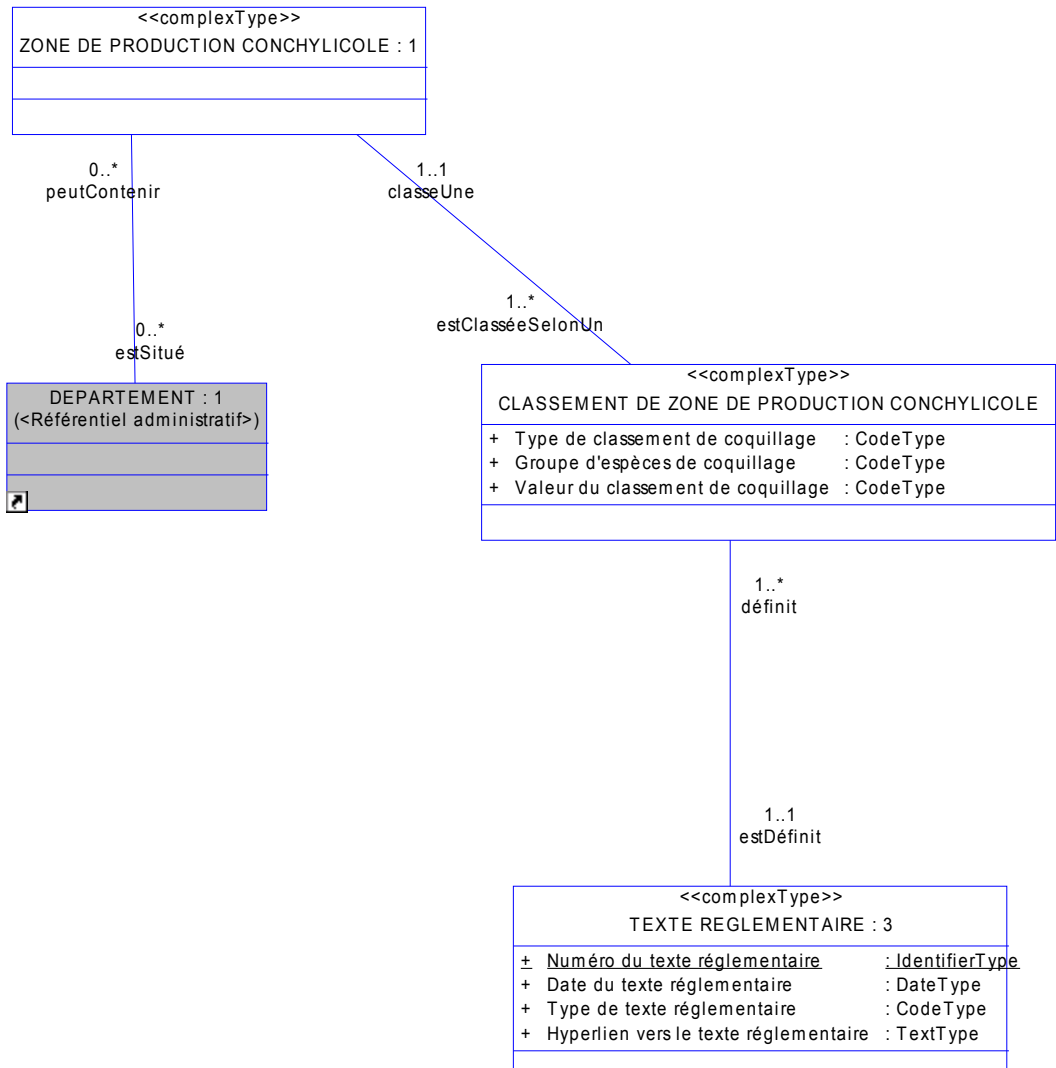 <<complexType>>
ZONE DE PRODUCTION CONCHYLICOLE : 1
0..*
peutContenir
1..1
classeUne
0..*
estSitué
1..*
estClasséeSelonUn
DEPARTEMENT : 1
(<Référentiel administratif>)
<<complexType>>
CLASSEMENT DE ZONE DE PRODUCTION CONCHYLICOLE
+ Type de classement de coquillage : CodeType
+ Groupe d'espèces de coquillage : CodeType
+ Valeur du classement de coquillage : CodeType
1..*
définit
1..1
estDéfinit
<<complexType>>
TEXTE REGLEMENTAIRE : 3
+ Numéro du texte réglementaire : IdentifierType
+ Date du texte réglementaire : DateType
+ Type de texte réglementaire : CodeType
+ Hyperlien vers le texte réglementaire : TextType